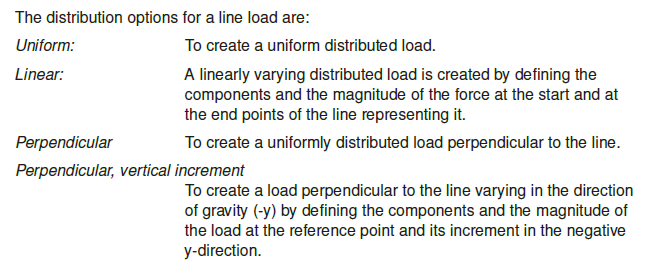 The distribution options for a line load are:
Uniform: To create a uniform distributed load.
Linear: A linearly varying distributed load is created by defining the
components and the magnitude of the force at the start and at
the end points of the line representing it.
Perpendicular To create a uniformly distributed load perpendicular to the line.
Perpendicular, vertical increment
To create a load perpendicular to the line varying in the direction
of gravity (-y) by defining the components and the magnitude of
the load at the reference point and its increment in the negative
y-direction.